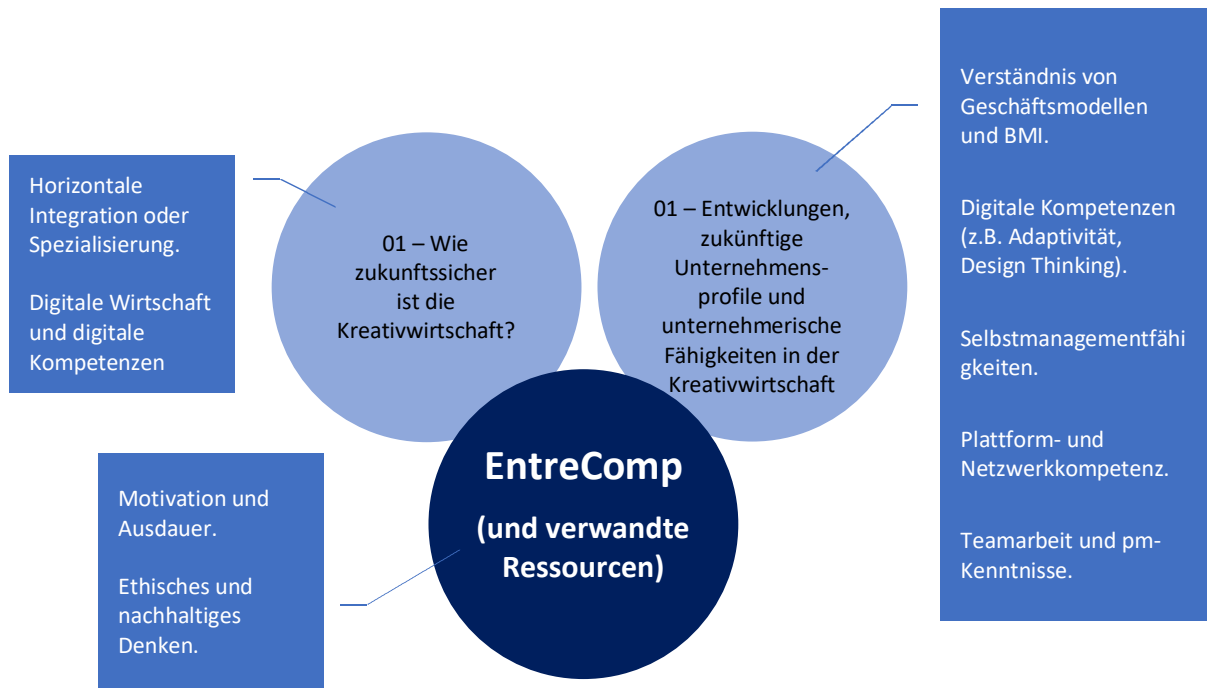 Horizontale
Integration oder
Spezialisierung.
Digitale Wirtschaft
und digitale
Kompetenzen
01 – Wie
zukunftssicher
ist die
Kreativwirtschaft?
01 – Entwicklungen,
zukünftige
Unternehmens-
profile und
unternehmerische
Fähigkeiten in der
Kreativwirtschaft
Verständnis von
Geschäftsmodellen
und BMI.
Digitale Kompetenzen
(z.B. Adaptivität,
Design Thinking).
Selbstmanagementfähi
gkeiten.
Plattform- und
Netzwerkkompetenz.
Teamarbeit und pm-
Kenntnisse.
EntreComp
(und verwandte
Ressourcen)
Motivation und
Ausdauer.
Ethisches und
nachhaltiges
Denken.